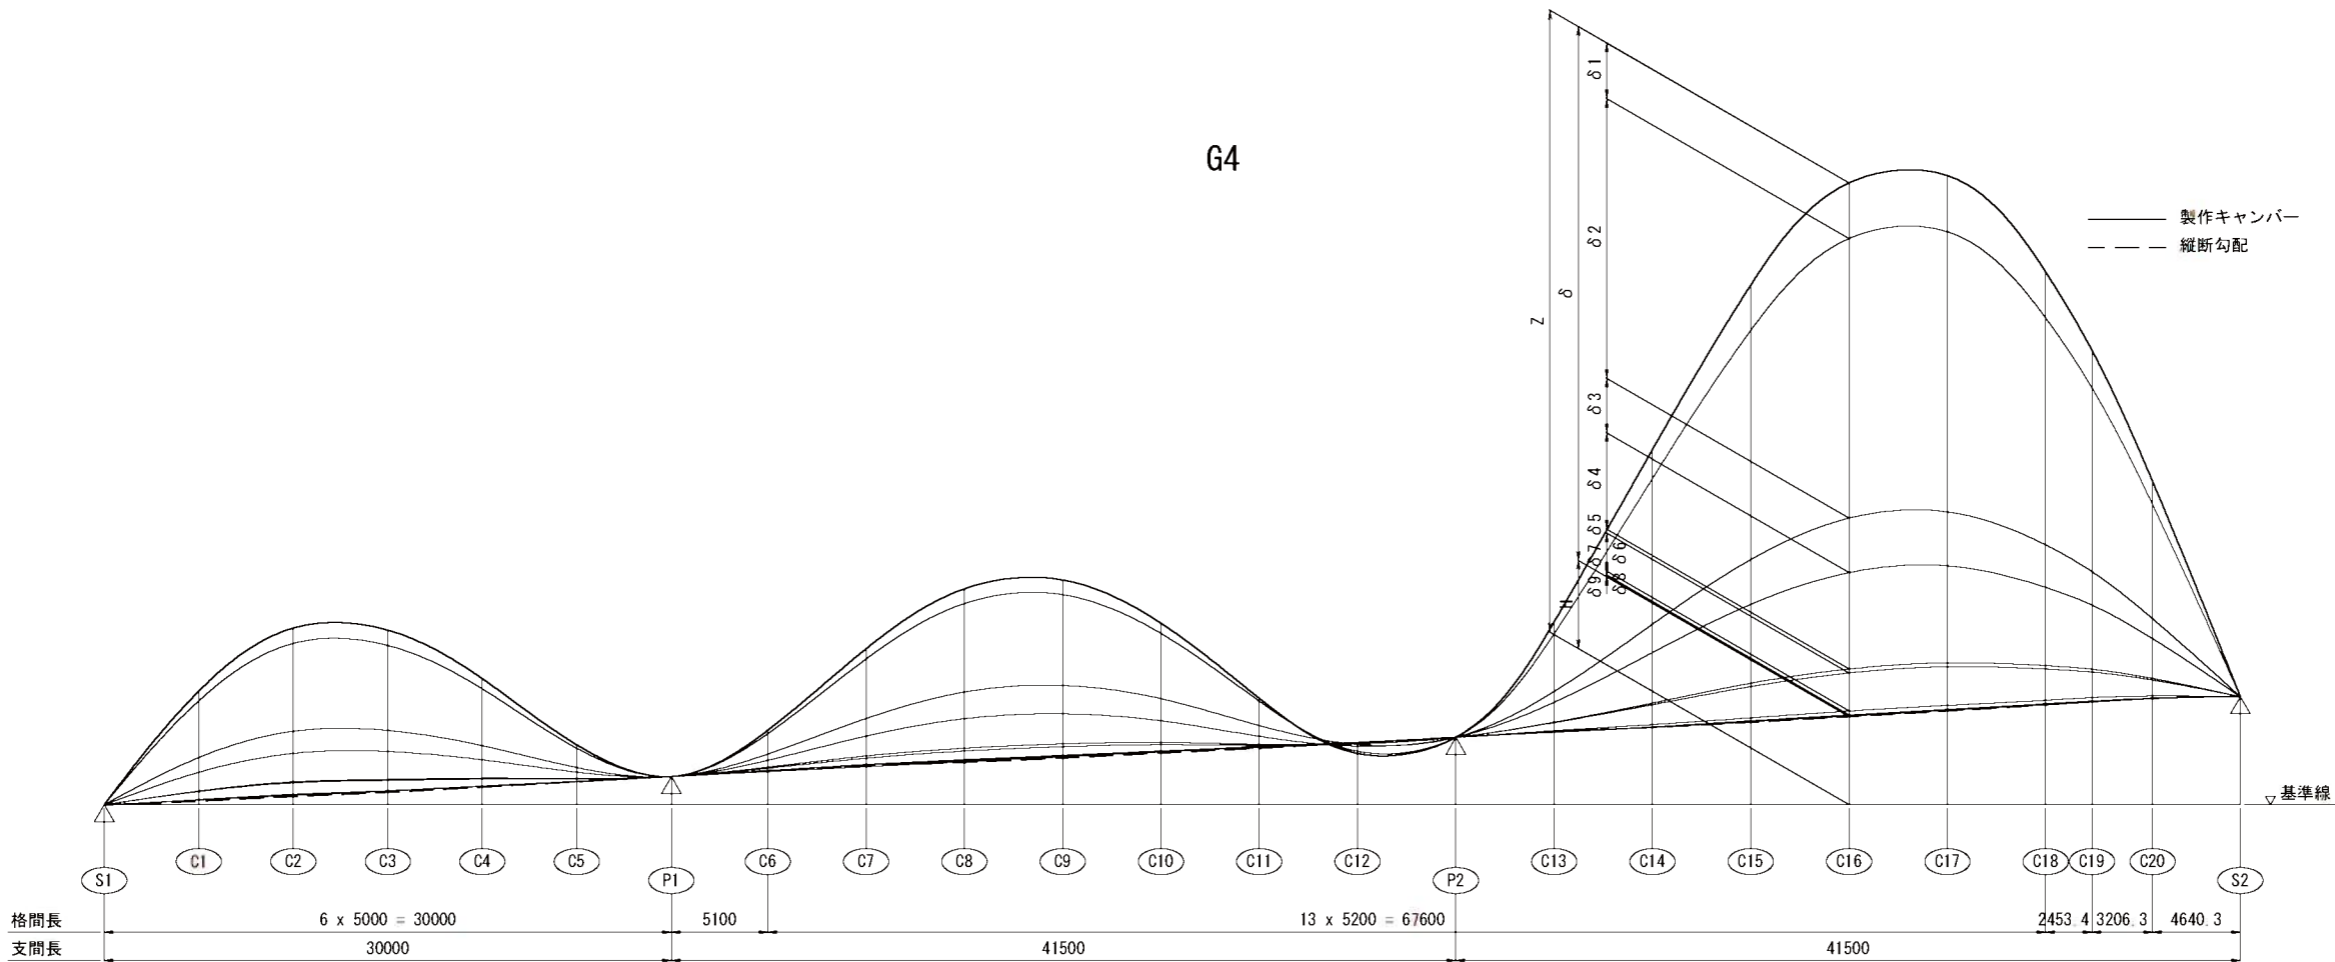 G4
製作キャンバー
縦断勾配
Z
δ
H
δ1
δ2
δ3
δ4
δ5
δ6
δ7
δ8
δ9
基準線
C1 C2 C3 C4 C5 C6 C7 C8 C9 C10 C11 C12 C13 C14 C15 C16 C17 C18 C19 C20
S1 P1 P2 S2
格間長 6 x 5000 = 30000 5100 13 x 5200 = 67600 2453.4 3206.3 4640.3
支間長 30000 41500 41500